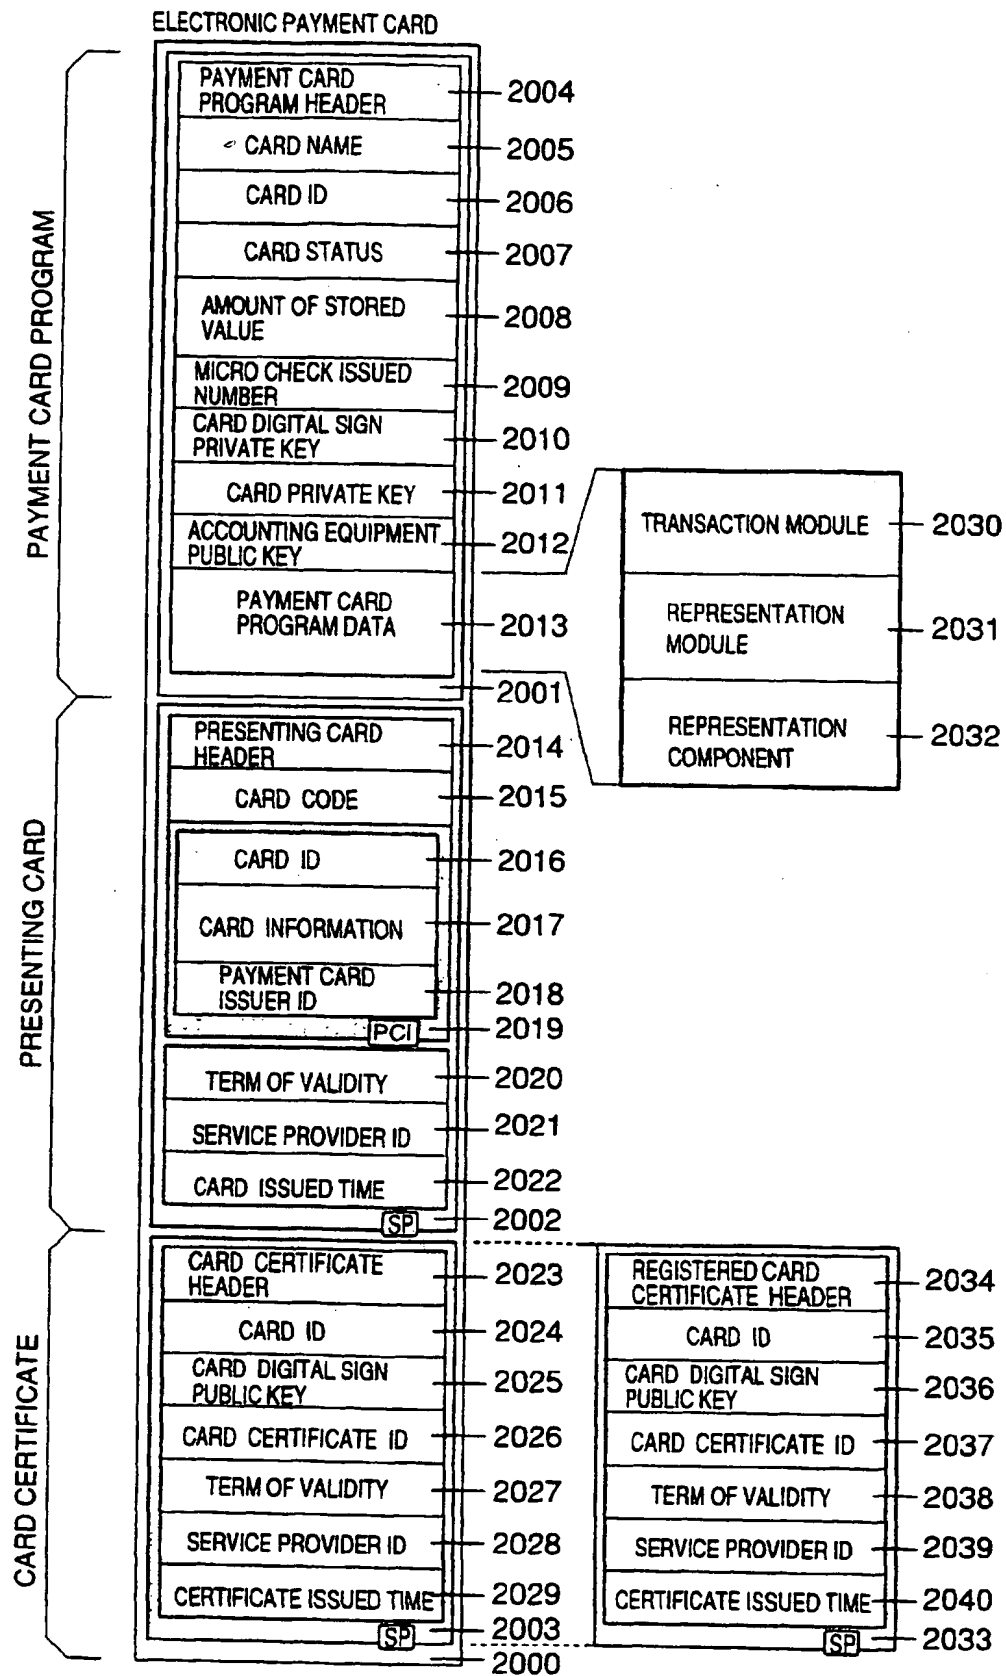 ELECTRONIC PAYMENT CARD
PAYMENT CARD PROGRAM
PAYMENT CARD
PROGRAM HEADER
2004
CARD NAME
2005
CARD ID
2006
CARD STATUS
2007
AMOUNT OF STORED
VALUE
2008
MICRO CHECK ISSUED
NUMBER
2009
CARD DIGITAL SIGN
PRIVATE KEY
2010
CARD PRIVATE KEY
2011
ACCOUNTING EQUIPMENT
PUBLIC KEY
2012
PAYMENT CARD
PROGRAM DATA
2013
2001
TRANSACTION MODULE
2030
REPRESENTATION
MODULE
2031
REPRESENTATION
COMPONENT
2032
PRESENTING CARD
PRESENTING CARD
HEADER
2014
CARD CODE
2015
CARD ID
2016
CARD INFORMATION
2017
PAYMENT CARD
ISSUER ID
2018
PCI
2019
TERM OF VALIDITY
2020
SERVICE PROVIDER ID
2021
CARD ISSUED TIME
2022
SP
2002
CARD CERTIFICATE
CARD CERTIFICATE
HEADER
2023
CARD ID
2024
CARD DIGITAL SIGN
PUBLIC KEY
2025
CARD CERTIFICATE ID
2026
TERM OF VALIDITY
2027
SERVICE PROVIDER ID
2028
CERTIFICATE ISSUED TIME
2029
SP
2003
2000
REGISTERED CARD
CERTIFICATE HEADER
2034
CARD ID
2035
CARD DIGITAL SIGN
PUBLIC KEY
2036
CARD CERTIFICATE ID
2037
TERM OF VALIDITY
2038
SERVICE PROVIDER ID
2039
CERTIFICATE ISSUED TIME
2040
SP
2033